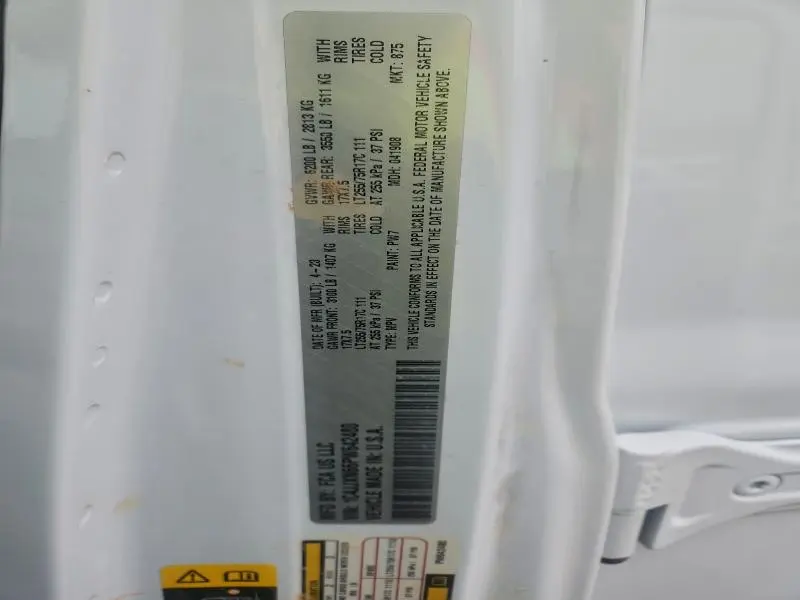 MFD BY: FCA US LLC
DATE OF MFR (BUILT): 4-23
GVWR: 6200 LB / 2813 KG
GAWR FRONT: 3100 LB / 1407 KG WITH
GAWR REAR: 3550 LB / 1611 KG WITH
17X7.5 RIMS
17X7.5 RIMS
LT255/75R17C 111 TIRES
LT255/75R17C 111 TIRES
AT 255 kPa / 37 PSI COLD
AT 255 kPa / 37 PSI COLD
VIN: 1C4JJXN66PW642480
TYPE: MPV
PAINT: PW7
MDH: 041908
MKT: 875
VEHICLE MADE IN: U.S.A.
THIS VEHICLE CONFORMS TO ALL APPLICABLE U.S.A. FEDERAL MOTOR VEHICLE SAFETY
STANDARDS IN EFFECT ON THE DATE OF MANUFACTURE SHOWN ABOVE.